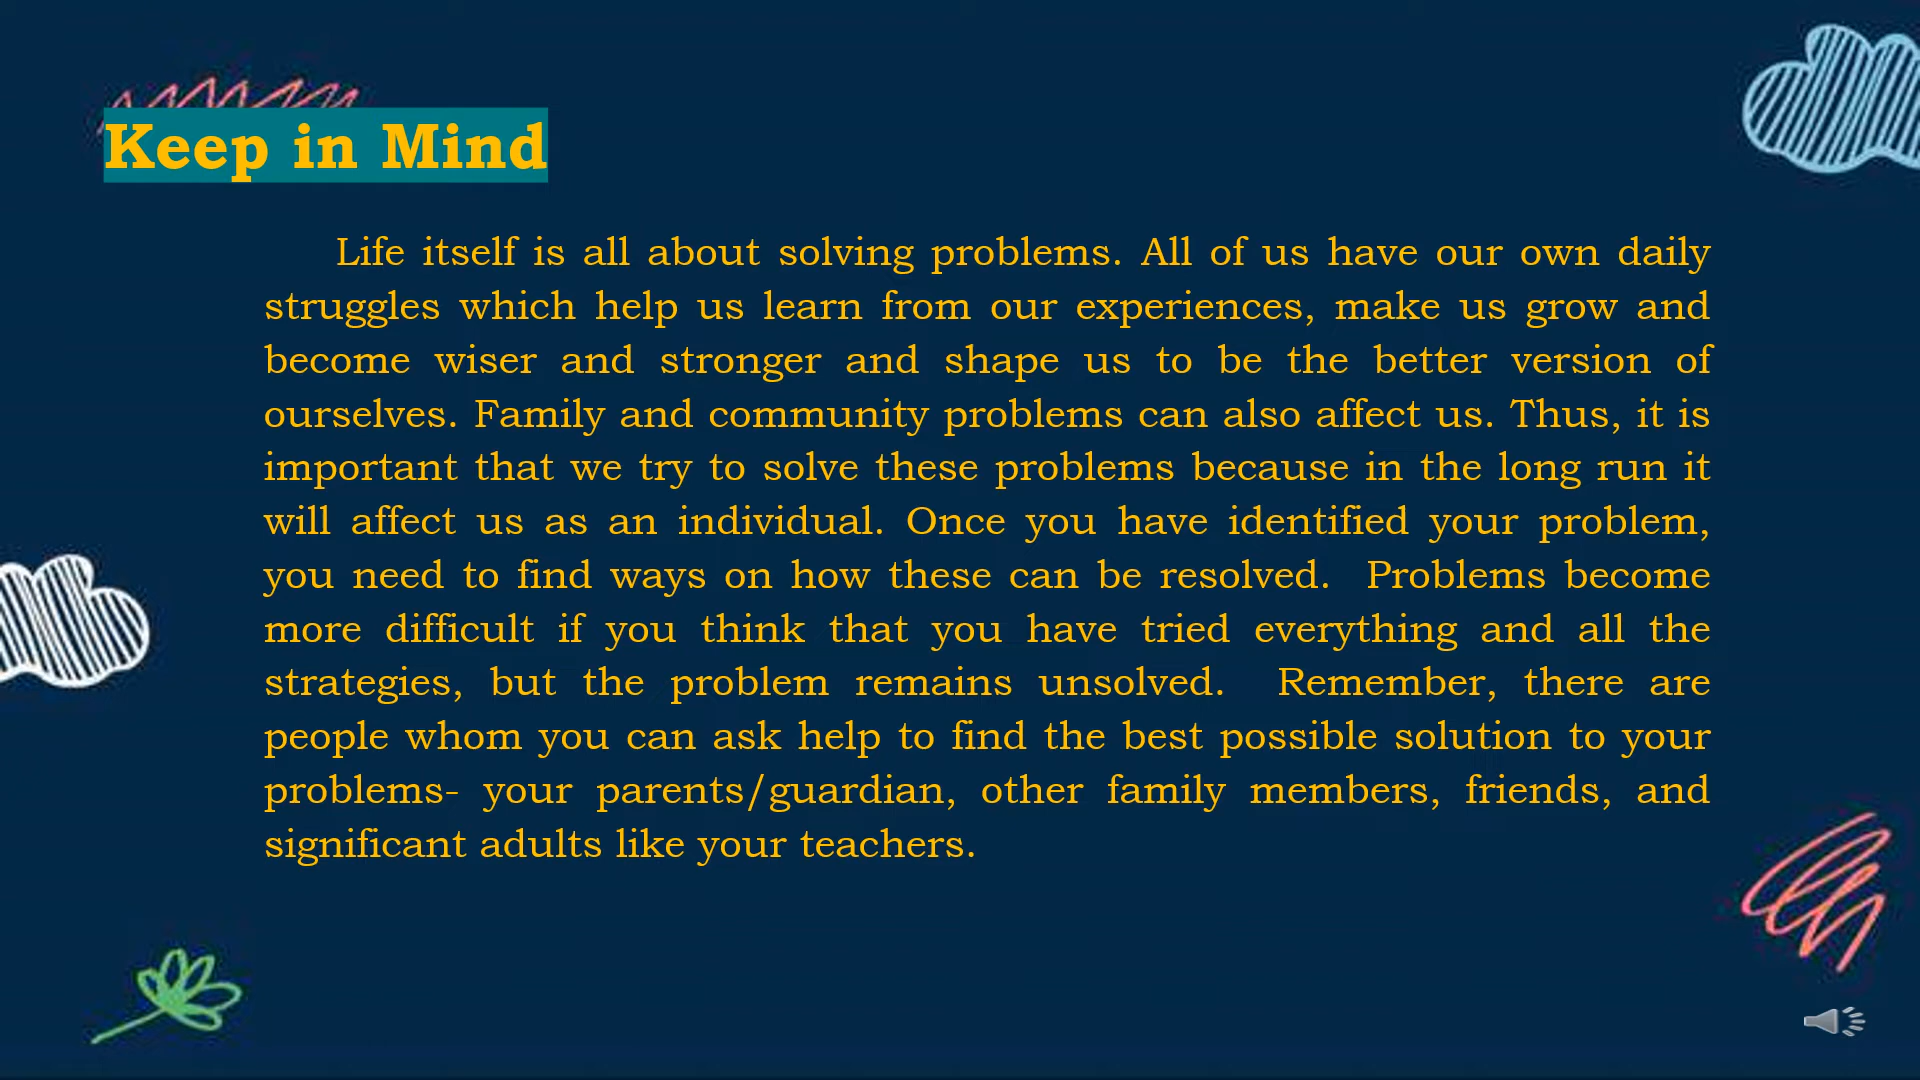 Keep in Mind
Life itself is all about solving problems. All of us have our own daily
struggles which help us learn from our experiences, make us grow and
become wiser and stronger and shape us to be the better version of
ourselves. Family and community problems can also affect us. Thus, it is
important that we try to solve these problems because in the long run it
will affect us as an individual. Once you have identified your problem,
you need to find ways on how these can be resolved.  Problems become
more difficult if you think that you have tried everything and all the
strategies, but the problem remains unsolved.  Remember, there are
people whom you can ask help to find the best possible solution to your
problems- your parents/guardian, other family members, friends, and
significant adults like your teachers.